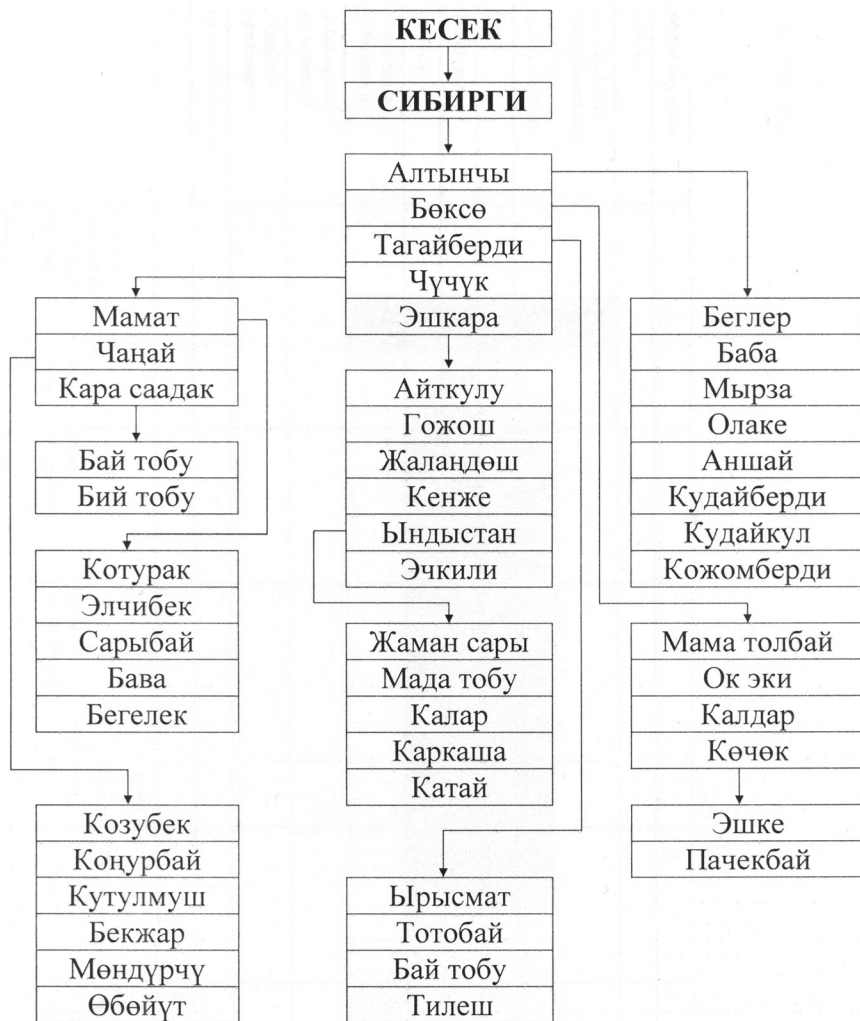 КЕСЕК
СИБИРГИ
Алтынчы
Бөксө
Тагайберди
Чүчүк
Эшкара
Мамат
Чаңай
Кара саадак
Бай тобу
Бий тобу
Котурак
Элчибек
Сарыбай
Бава
Бегелек
Козубек
Коңурбай
Кутулмуш
Бекжар
Мөндүрчү
Өбөйүт
Айткулу
Гожош
Жалаңдөш
Кенже
Ындыстан
Эчкили
Жаман сары
Мада тобу
Калар
Каркаша
Катай
Ырысмат
Тотобай
Бай тобу
Тилеш
Беглер
Баба
Мырза
Олаке
Аншай
Кудайберди
Кудайкул
Кожомберди
Мама толбай
Ок эки
Калдар
Көчөк
Эшке
Пачекбай